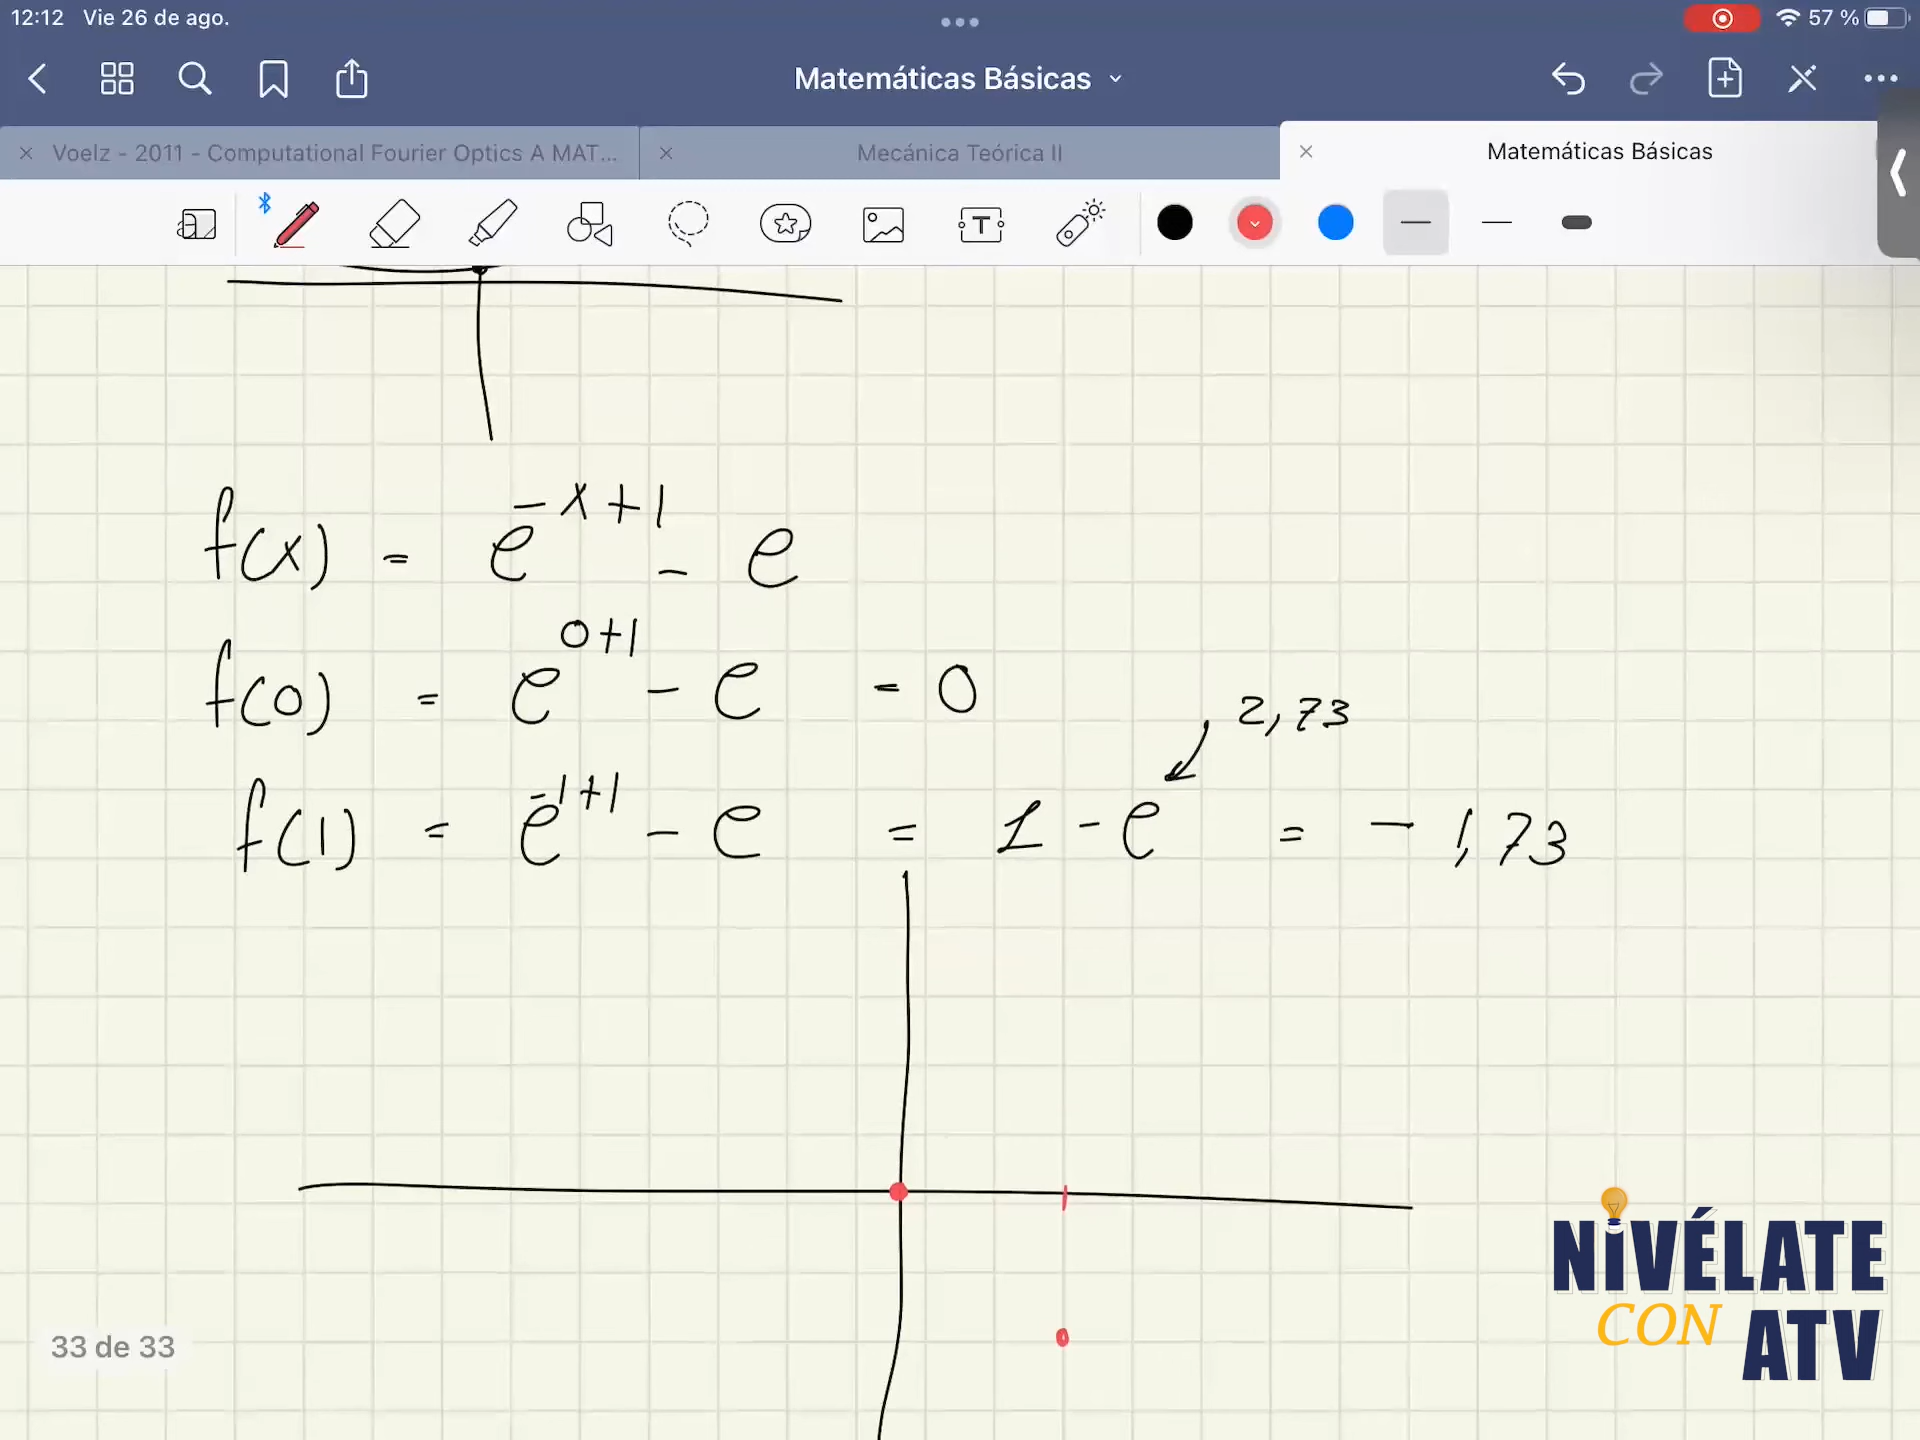 12:12 Vie 26 de ago. 57 %
Matemáticas Básicas
Voelz - 2011 - Computational Fourier Optics A MAT... Mecánica Teórica II Matemáticas Básicas
f(x) = e^{-x+1} - e
f(0) = e^{0+1} - e = 0
2,73
f(1) = e^{-1+1} - e = 1 - e = - 1,73
NIVÉLATE
CON ATV
33 de 33